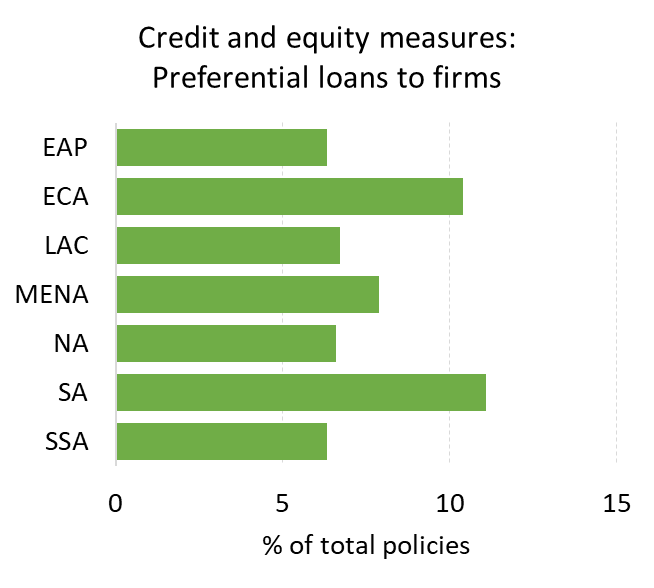 Credit and equity measures:
Preferential loans to firms
EAP
ECA
LAC
MENA
NA
SA
SSA
0 5 10 15
% of total policies